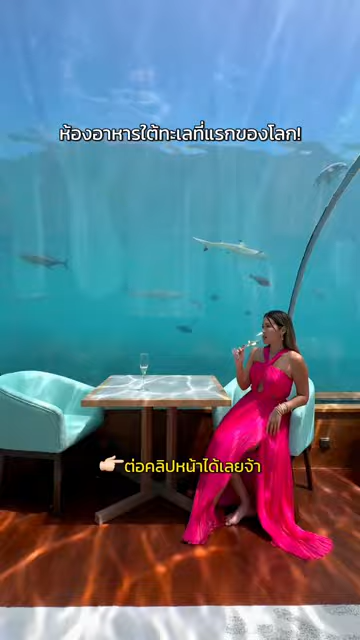 ห้องอาหารใต้ทะเลที่แรกของโลก!
👉🏻ต่อคลิปหน้าได้เลยจ้า